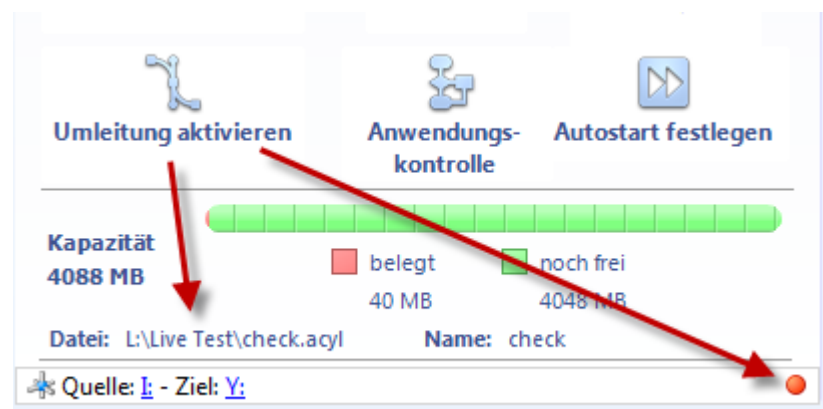 Umleitung aktivieren
Anwendungs-
kontrolle
Autostart festlegen
Kapazität
4088 MB
belegt
40 MB
noch frei
4048 MB
Datei: L:\Live Test\check.acyl
Name: check
Quelle: I: - Ziel: Y: